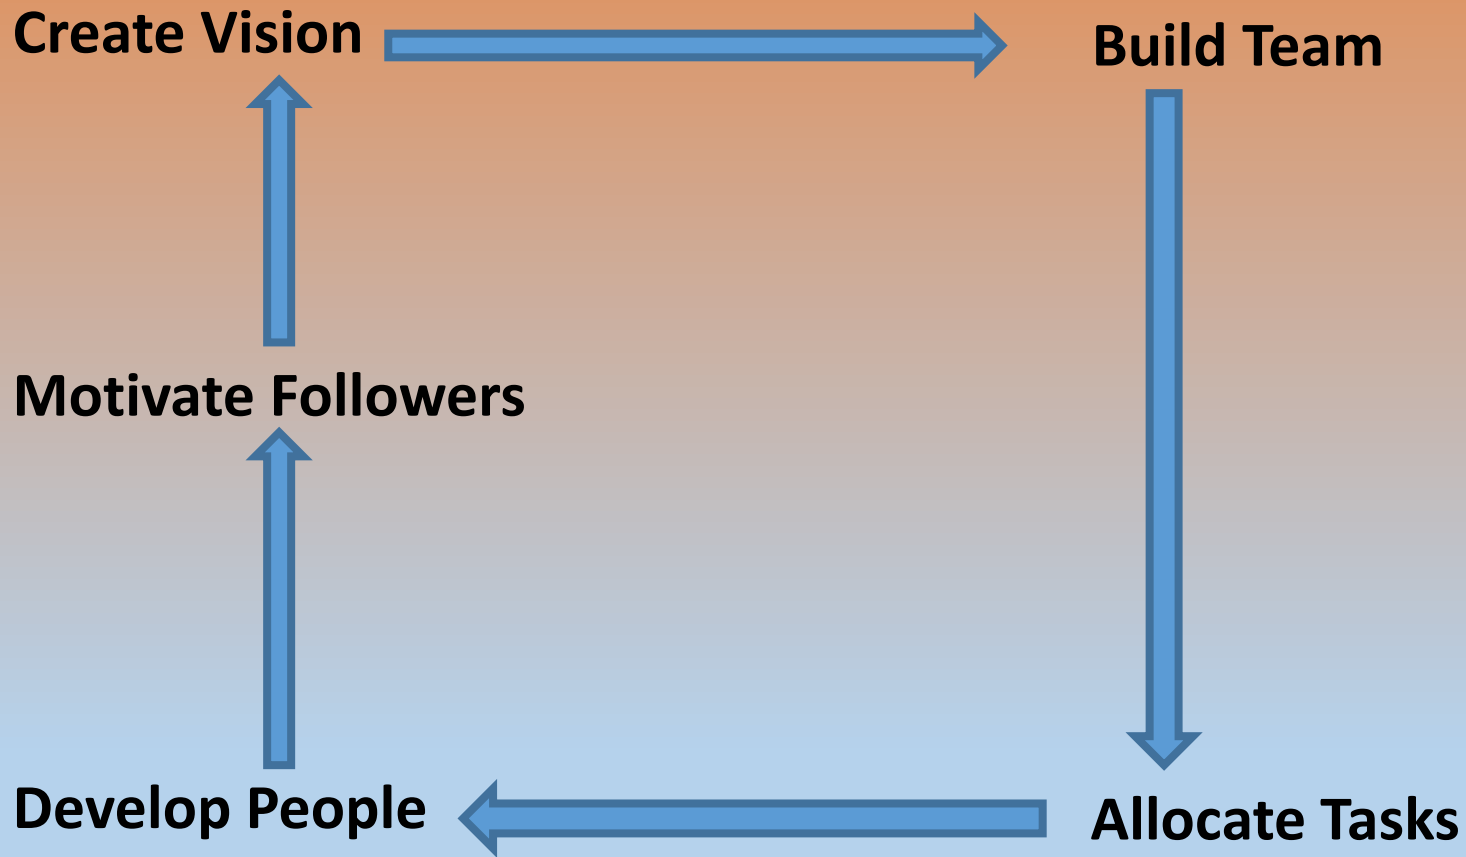 Create Vision
Build Team
Motivate Followers
Develop People
Allocate Tasks